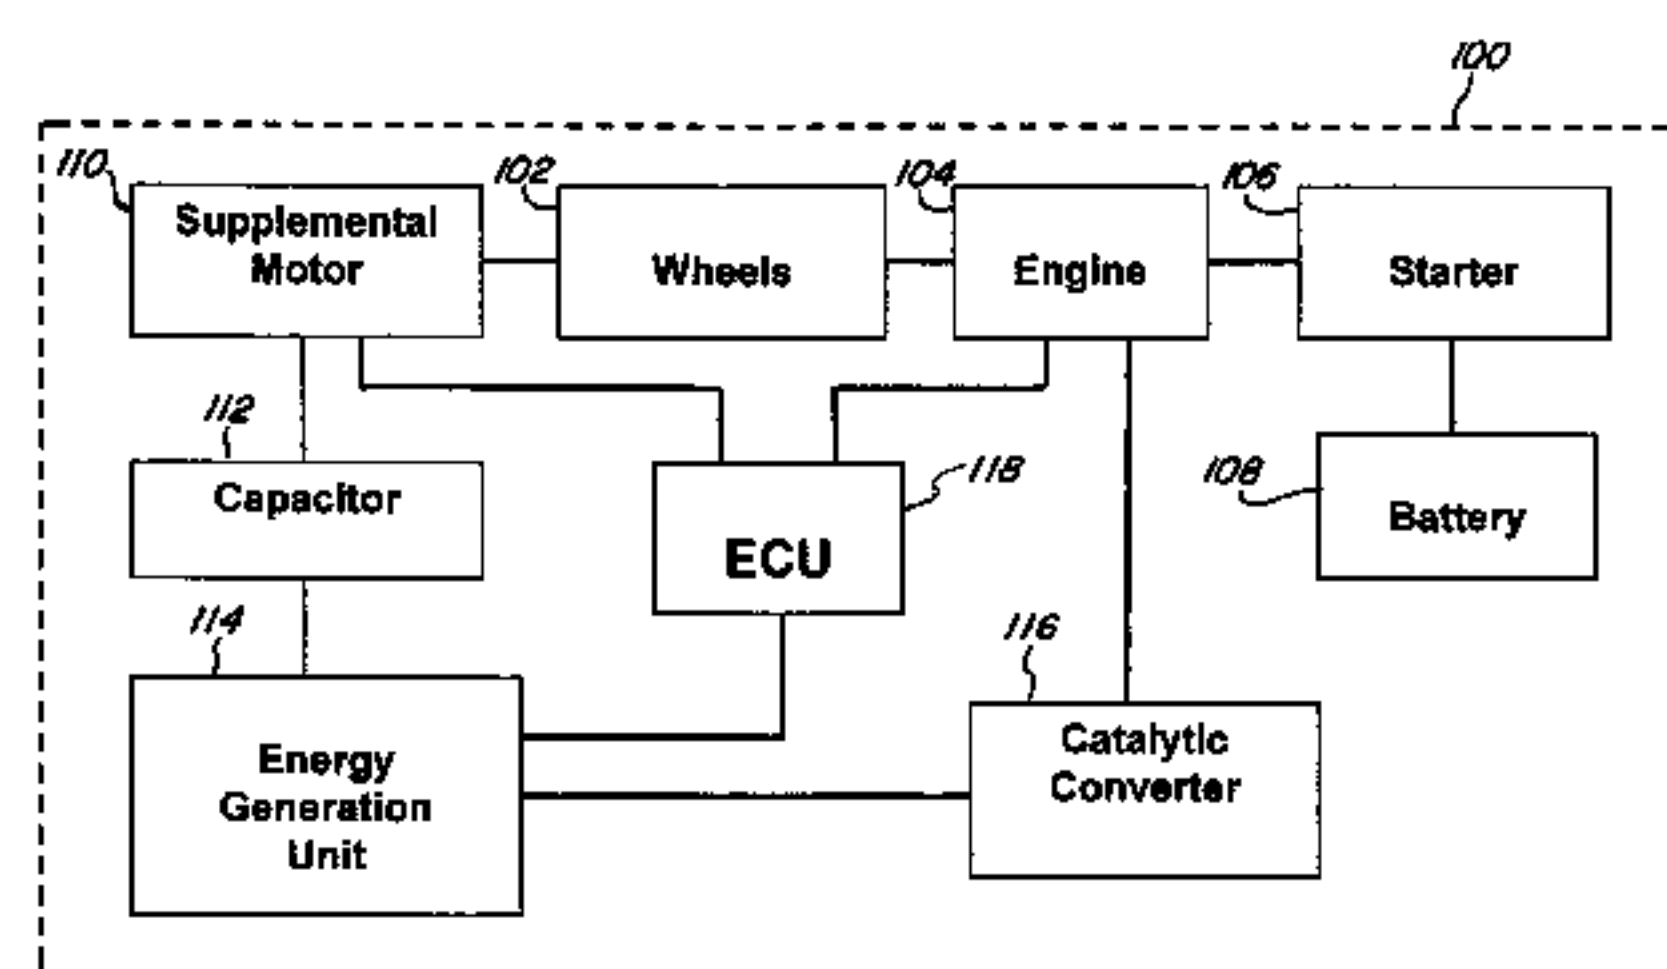 100
110
102
104
106
Supplemental
Motor
Wheels
Engine
Starter
112
Capacitor
118
ECU
108
Battery
114
Energy
Generation
Unit
116
Catalytic
Converter